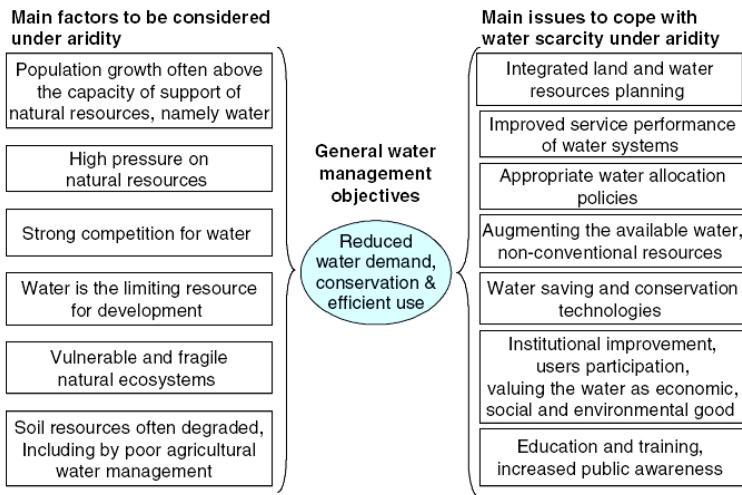 Main factors to be considered
under aridity
Population growth often above
the capacity of support of
natural resources, namely water
High pressure on
natural resources
Strong competition for water
Water is the limiting resource
for development
Vulnerable and fragile
natural ecosystems
Soil resources often degraded,
Including by poor agricultural
water management
General water
management
objectives
Reduced
water demand,
conservation &
efficient use
Main issues to cope with
water scarcity under aridity
Integrated land and water
resources planning
Improved service performance
of water systems
Appropriate water allocation
policies
Augmenting the available water,
non-conventional resources
Water saving and conservation
technologies
Institutional improvement,
users participation,
valuing the water as economic,
social and environmental good
Education and training,
increased public awareness